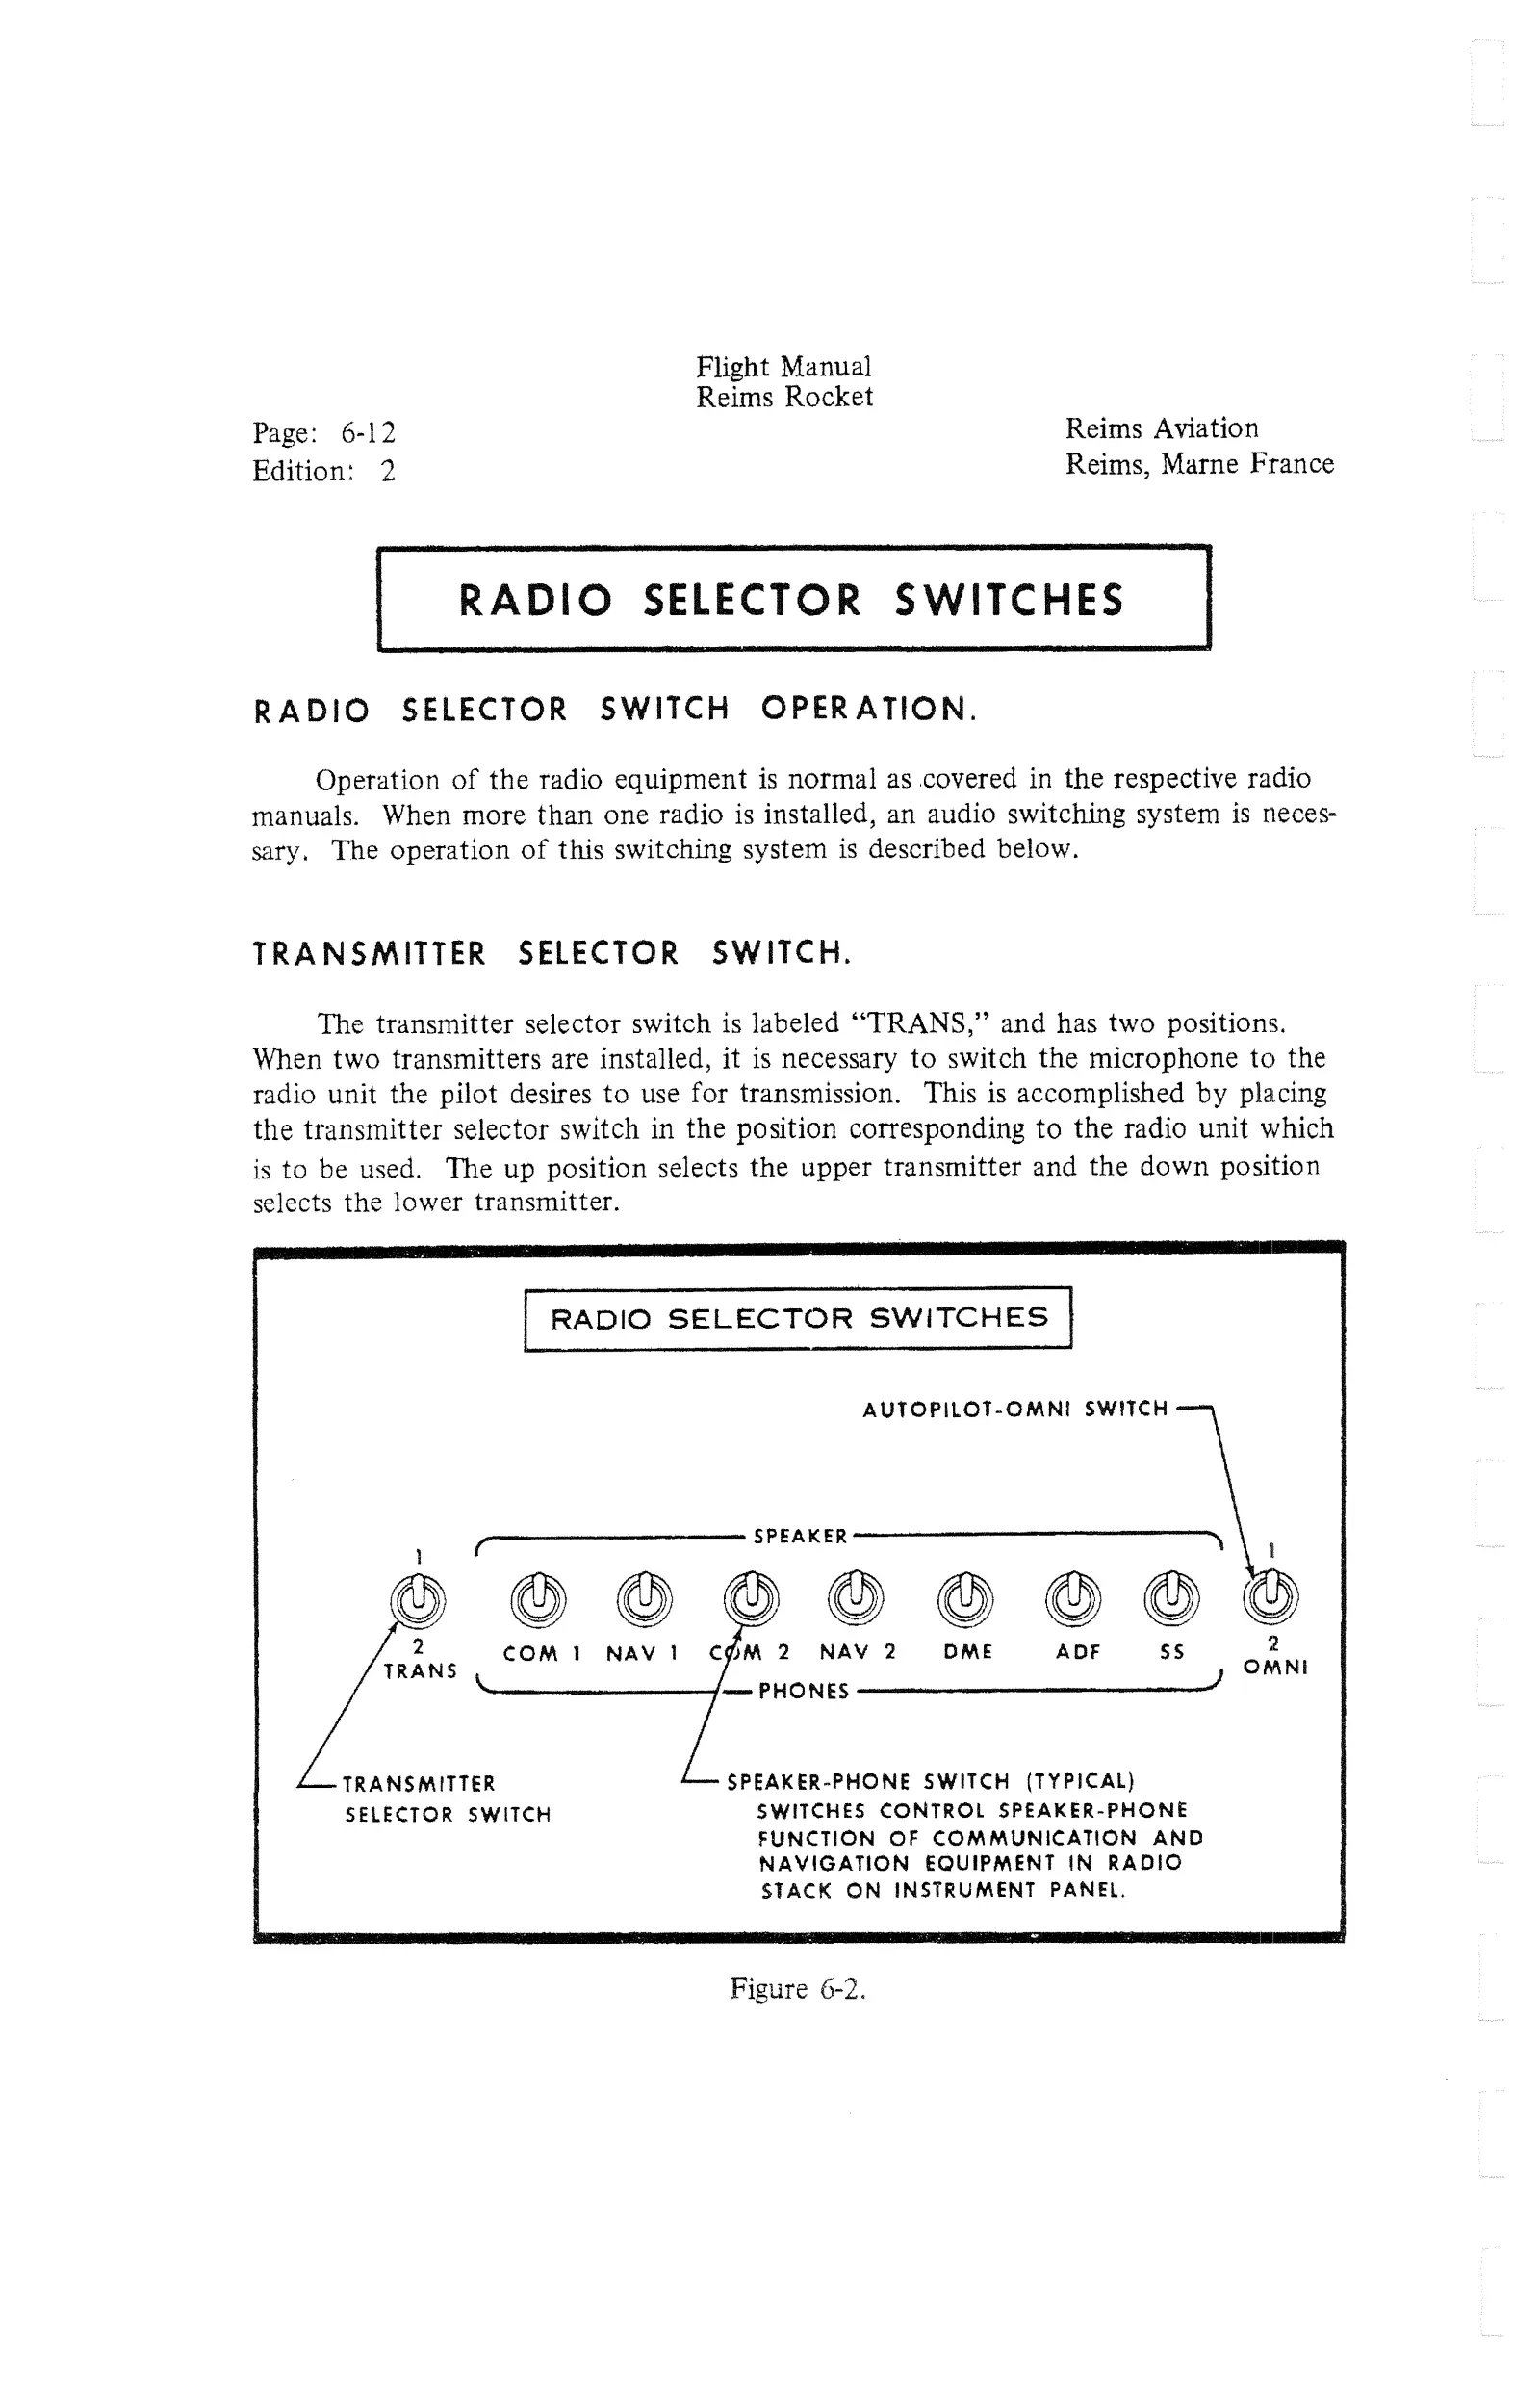 Flight Manual
Reims Rocket
Page: 6-12
Edition: 2
Reims Aviation
Reims, Marne France
RADIO SELECTOR SWITCHES
RADIO SELECTOR SWITCH OPERATION.
Operation of the radio equipment is normal as covered in the respective radio
manuals. When more than one radio is installed, an audio switching system is neces-
sary. The operation of this switching system is described below.
TRANSMITTER SELECTOR SWITCH.
The transmitter selector switch is labeled “TRANS,” and has two positions.
When two transmitters are installed, it is necessary to switch the microphone to the
radio unit the pilot desires to use for transmission. This is accomplished by placing
the transmitter selector switch in the position corresponding to the radio unit which
is to be used. The up position selects the upper transmitter and the down position
selects the lower transmitter.
RADIO SELECTOR SWITCHES
AUTOPILOT-OMNI SWITCH
SPEAKER
1
1
2
TRANS
COM 1 NAV 1 COM 2 NAV 2 DME ADF SS
2
OMNI
PHONES
TRANSMITTER
SELECTOR SWITCH
SPEAKER-PHONE SWITCH (TYPICAL)
SWITCHES CONTROL SPEAKER-PHONE
FUNCTION OF COMMUNICATION AND
NAVIGATION EQUIPMENT IN RADIO
STACK ON INSTRUMENT PANEL.
Figure 6-2.